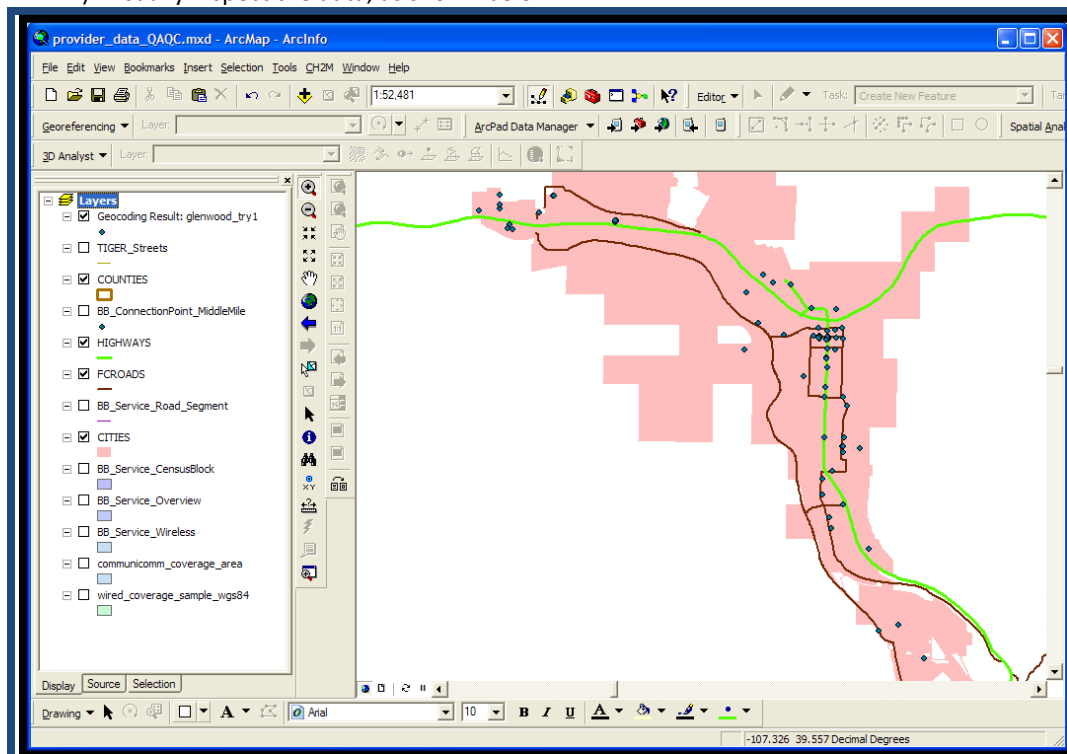 provider_data_QAQC.mxd - ArcMap - ArcInfo
File Edit View Bookmarks Insert Selection Tools CH2M Window Help
1:52,481 Editor Task: Create New Feature
Georeferencing Layer: ArcPad Data Manager Spatial
3D Analyst Layer:
Layers
Geocoding Result: glenwood_try1
TIGER_Streets
COUNTIES
BB_ConnectionPoint_MiddleMile
HIGHWAYS
FCROADS
BB_Service_Road_Segment
CITIES
BB_Service_CensusBlock
BB_Service_Overview
BB_Service_Wireless
communicomm_coverage_area
wired_coverage_sample_wgs84
Display Source Selection
Drawing A Arial 10 B I U A
-107.326 39.557 Decimal Degrees